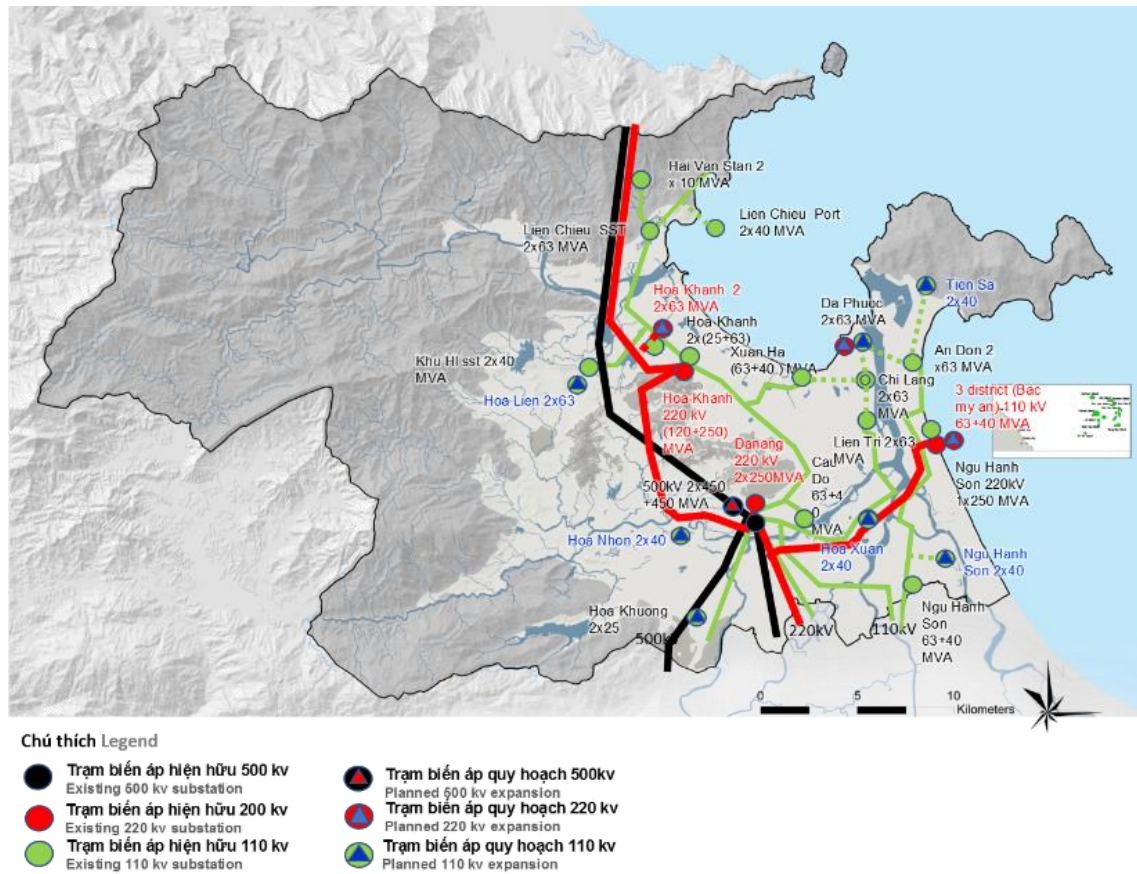 Hai Van Stan 2
x 10 MVA
Lien Chieu Port
2x40 MVA
Lien Chieu SST
2x63 MVA
Hoa Khanh 2
2x63 MVA
Hoa Khanh
2x(25+63)
Da Phuoc
2x63 MVA
Tien Sa
2x40
Khu HI sst 2x40
MVA
Xuan Ha
(63+40 ) MVA
An Don 2
x63 MVA
Hoa Lien 2x63
Chi Lang
2x63
MVA
3 district (Bac
my an)-110 kV
63+40 MVA
Hoa Khanh
220 kV
(120+250)
MVA
Danang
220 kV
2x250MVA
Lien Tri 2x63
MVA
Cau
Do
63+4
0
MVA
Ngu Hanh
Son 220kV
1x250 MVA
500kV 2x450
+450 MVA
Hoa Nhon 2x40
Hoa Xuan
2x40
Ngu Hanh
Son 2x40
Hoa Khuong
2x25
500kv
220kV
110kV
Ngu Hanh
Son
63+40
MVA
0 5 10
Kilometers
Chú thích Legend
Trạm biến áp hiện hữu 500 kv
Existing 500 kv substation
Trạm biến áp hiện hữu 200 kv
Existing 220 kv substation
Trạm biến áp hiện hữu 110 kv
Existing 110 kv substation
Trạm biến áp quy hoạch 500kv
Planned 500 kv expansion
Trạm biến áp quy hoạch 220 kv
Planned 220 kv expansion
Trạm biến áp quy hoạch 110 kv
Planned 110 kv expansion